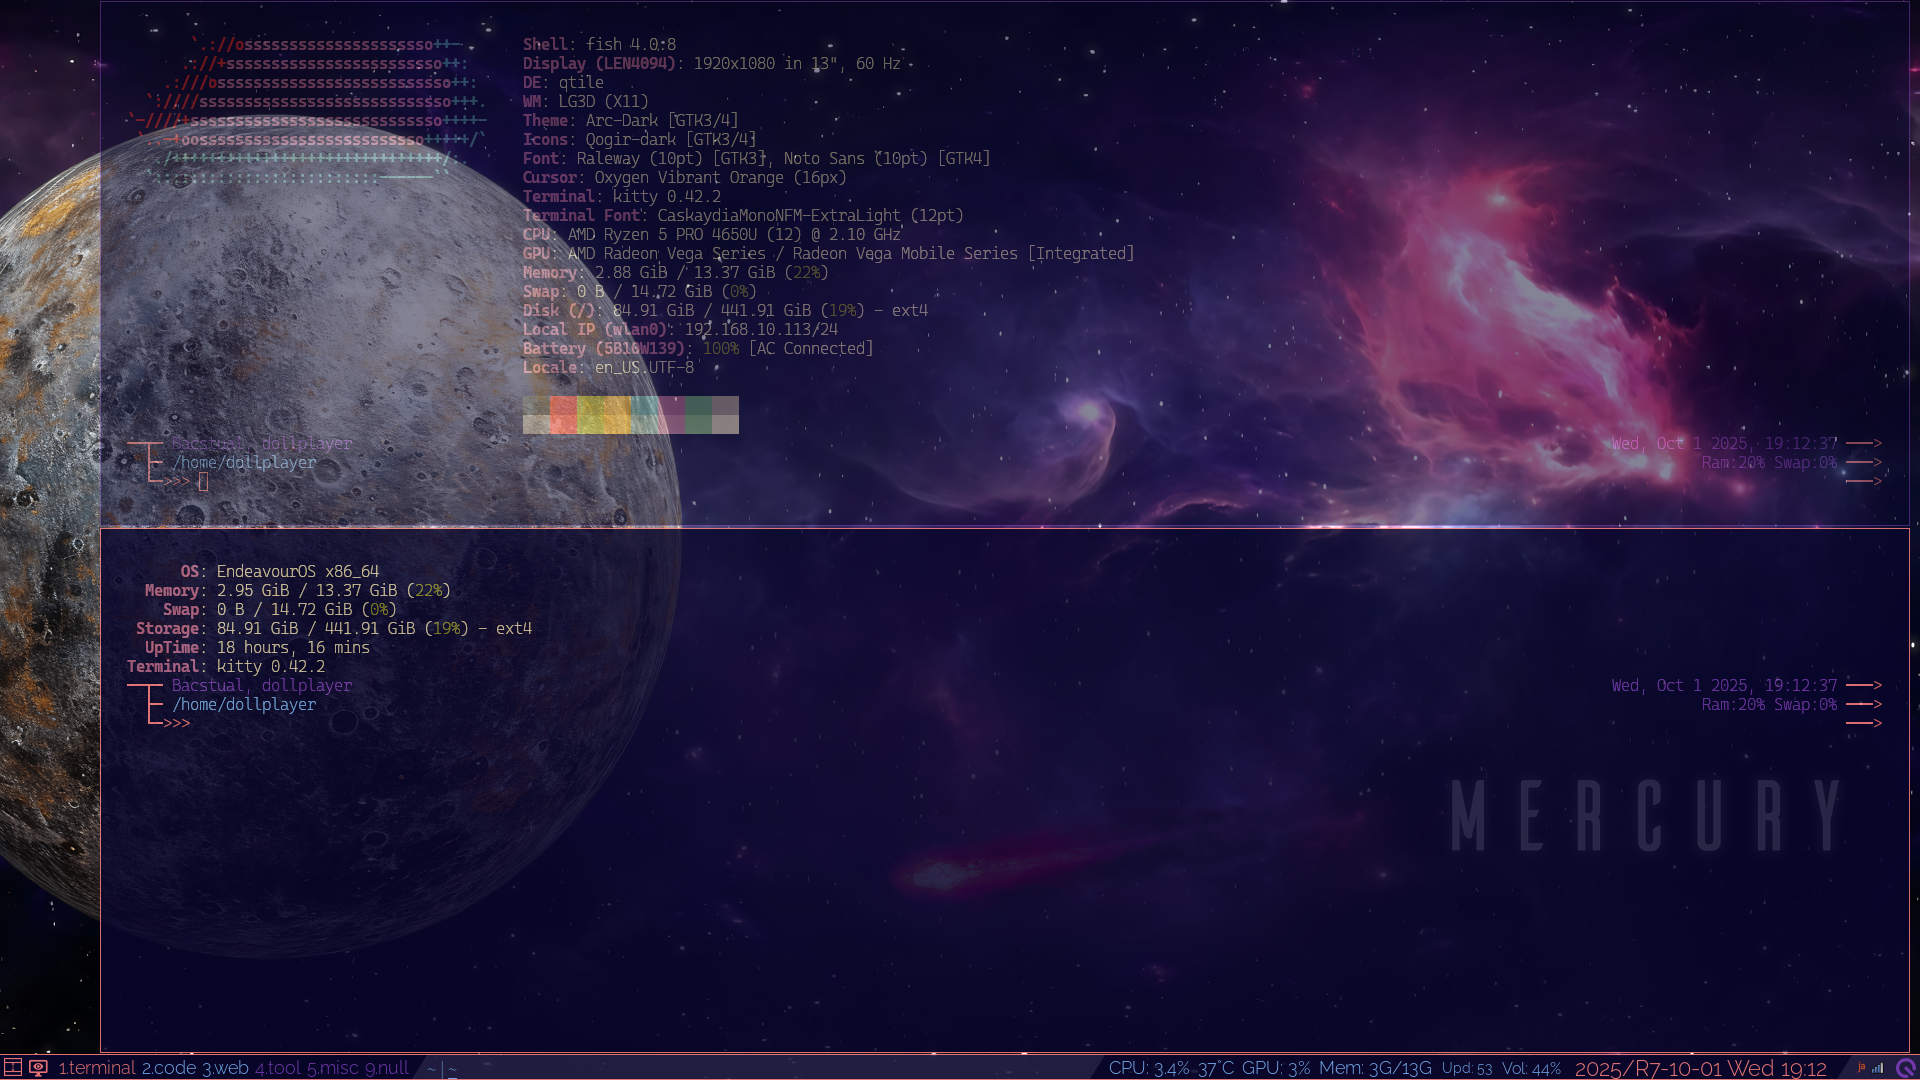 `.:://osssssssssssssssssssso++-
.://+ssssssssssssssssssssssso++:
.:///ossssssssssssssssssssssssso++:
`:////ssssssssssssssssssssssssssso+++.
`-////+ssssssssssssssssssssssssssso++++-
`..-+oosssssssssssssssssssssssso+++++/`
./++++++++++++++++++++++++++++++/:.
`:::::::::::::::::::::::::------``
Shell: fish 4.0.8
Display (LEN4094): 1920x1080 in 13", 60 Hz
DE: qtile
WM: LG3D (X11)
Theme: Arc-Dark [GTK3/4]
Icons: Qogir-dark [GTK3/4]
Font: Raleway (10pt) [GTK3], Noto Sans (10pt) [GTK4]
Cursor: Oxygen Vibrant Orange (16px)
Terminal: kitty 0.42.2
Terminal Font: CaskaydiaMonoNFM-ExtraLight (12pt)
CPU: AMD Ryzen 5 PRO 4650U (12) @ 2.10 GHz
GPU: AMD Radeon Vega Series / Radeon Vega Mobile Series [Integrated]
Memory: 2.88 GiB / 13.37 GiB (22%)
Swap: 0 B / 14.72 GiB (0%)
Disk (/): 84.91 GiB / 441.91 GiB (19%) - ext4
Local IP (wlan0): 192.168.10.113/24
Battery (5B10W139): 100% [AC Connected]
Locale: en_US.UTF-8
Bacstual, dollplayer Wed, Oct 1 2025, 19:12:37 ──>
/home/dollplayer Ram:20% Swap:0% ──>
>>> ──>
OS: EndeavourOS x86_64
Memory: 2.95 GiB / 13.37 GiB (22%)
Swap: 0 B / 14.72 GiB (0%)
Storage: 84.91 GiB / 441.91 GiB (19%) - ext4
UpTime: 18 hours, 16 mins
Terminal: kitty 0.42.2
Bacstual, dollplayer Wed, Oct 1 2025, 19:12:37 ──>
/home/dollplayer Ram:20% Swap:0% ──>
>>> ──>
MERCURY
1.terminal 2.code 3.web 4.tool 5.misc 9.null ~ | ~ CPU: 3.4% 37°C GPU: 3% Mem: 3G/13G Upd: 53 Vol: 44% 2025/R7-10-01 Wed 19:12 ja